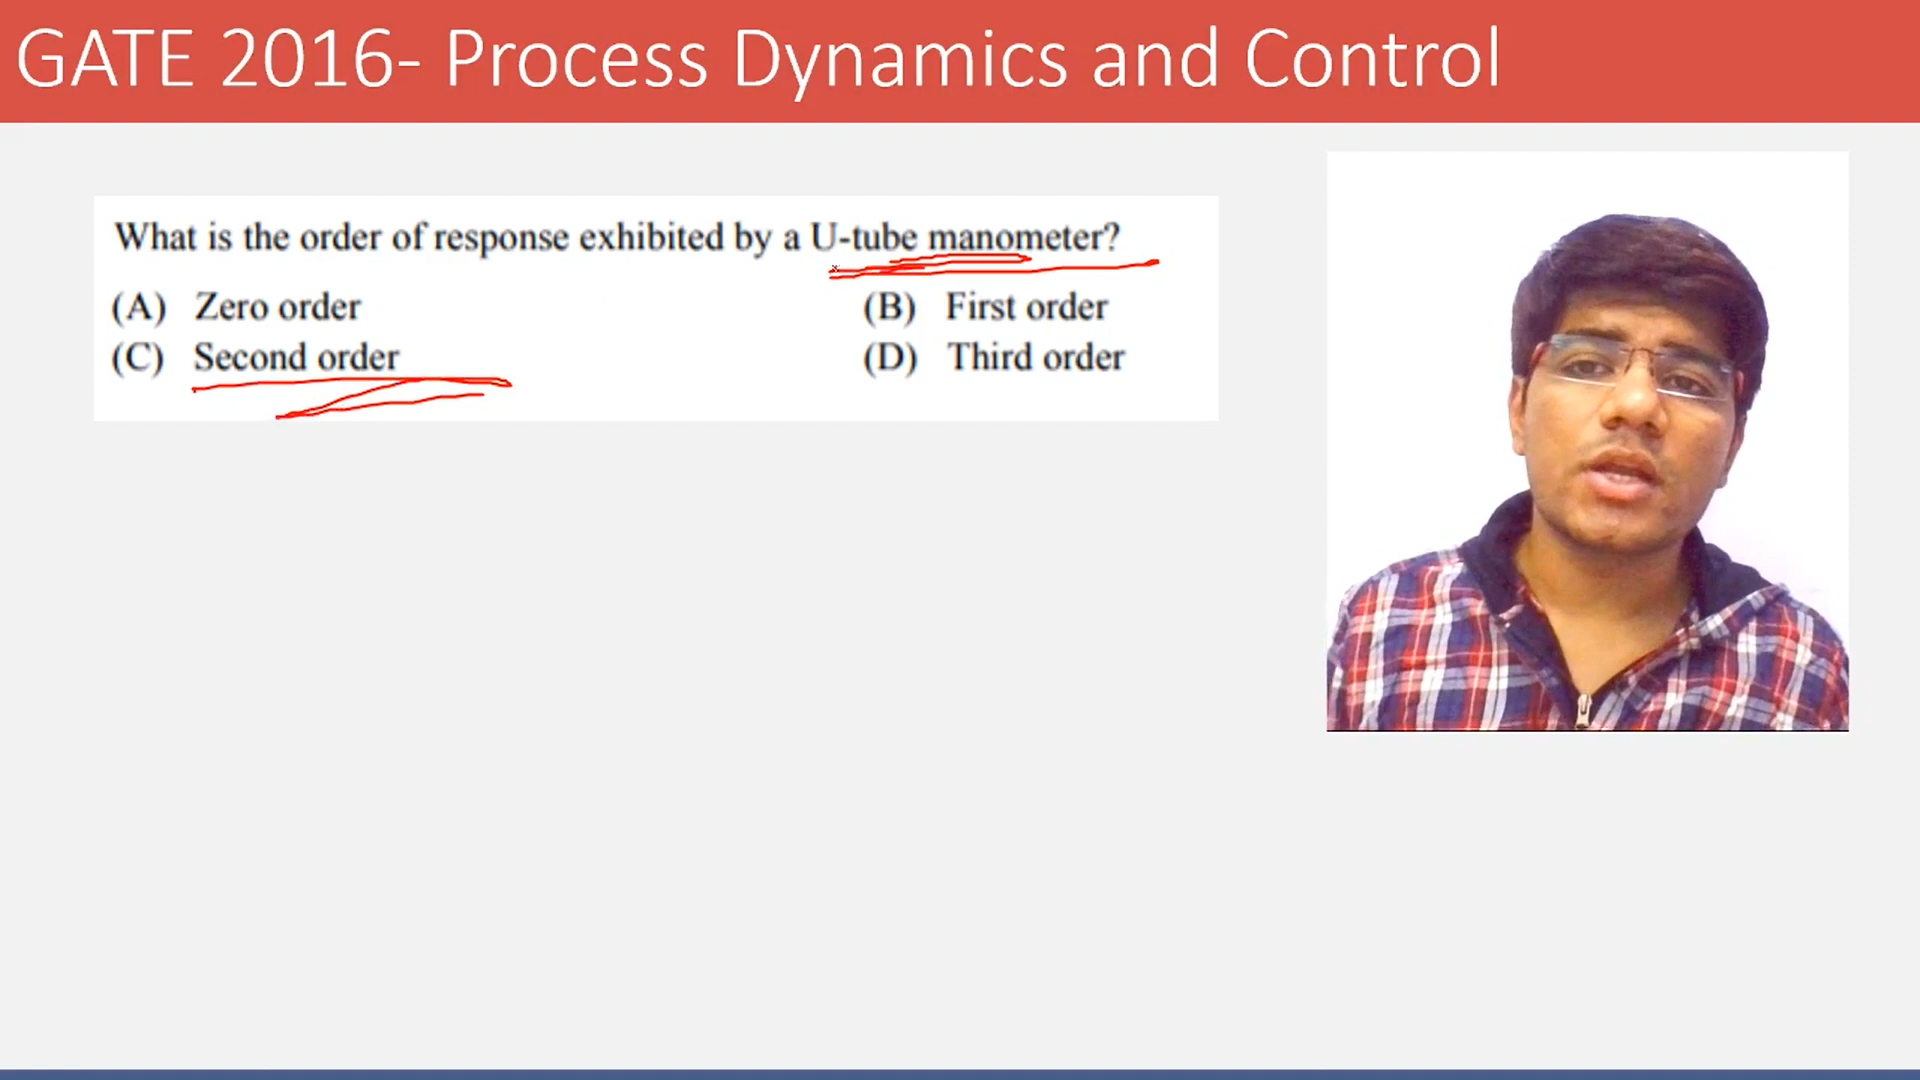 GATE 2016- Process Dynamics and Control
What is the order of response exhibited by a U-tube manometer?
(A) Zero order (B) First order
(C) Second order (D) Third order